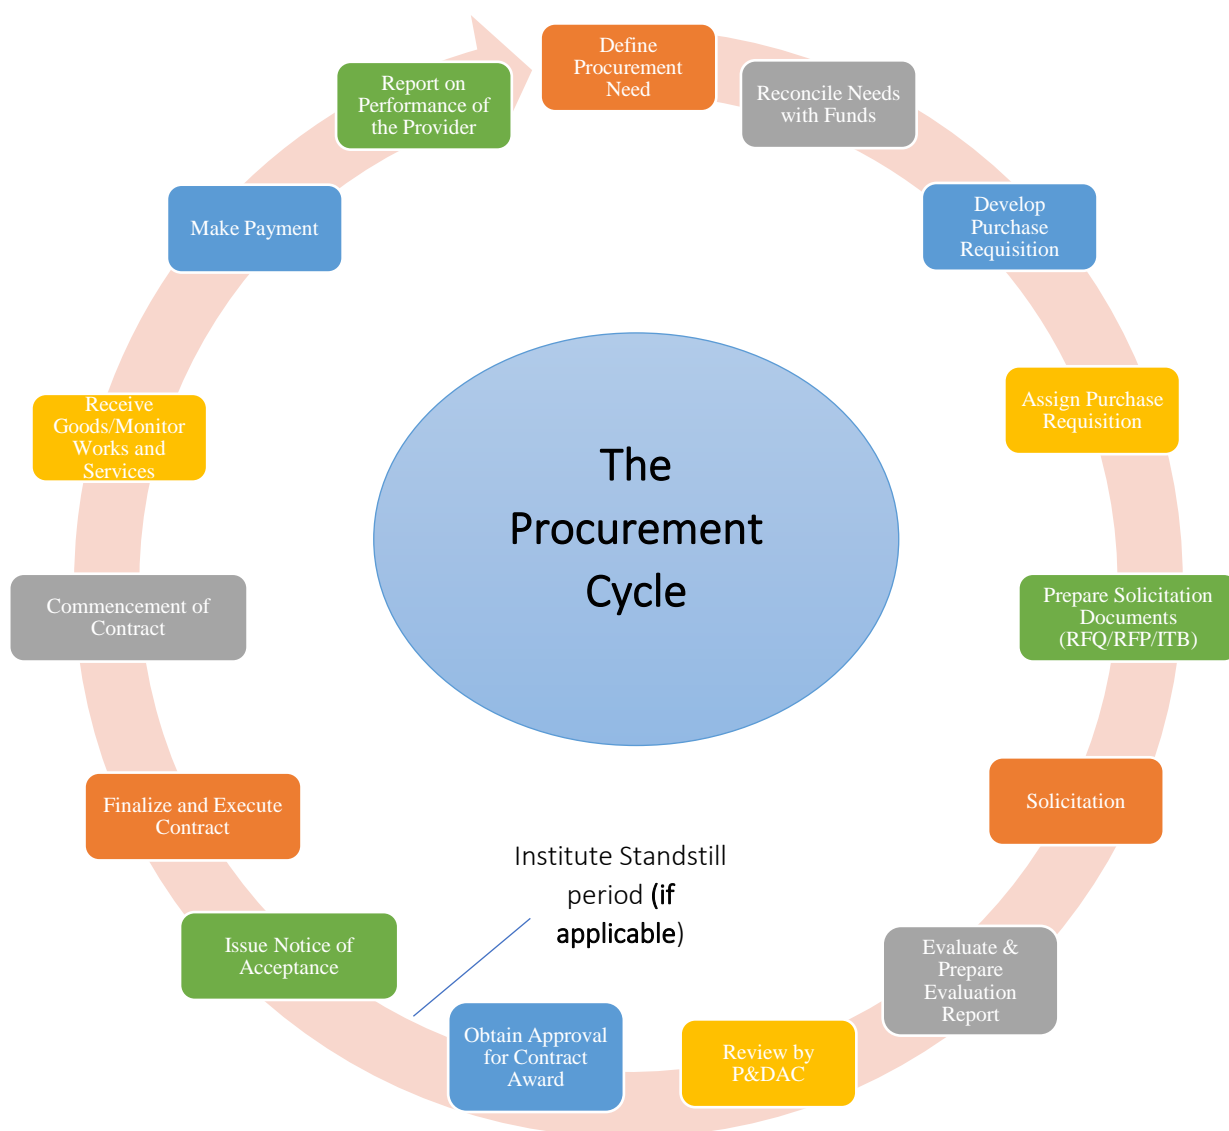 Define
Procurement
Need
Reconcile Needs
with Funds
Develop
Purchase
Requisition
Assign Purchase
Requisition
Prepare Solicitation
Documents
(RFQ/RFP/ITB)
Solicitation
Evaluate &
Prepare
Evaluation
Report
Review by
P&DAC
Obtain Approval
for Contract
Award
Institute Standstill
period (if
applicable)
Issue Notice of
Acceptance
Finalize and Execute
Contract
Commencement of
Contract
Receive
Goods/Monitor
Works and
Services
Make Payment
Report on
Performance of
the Provider
The
Procurement
Cycle